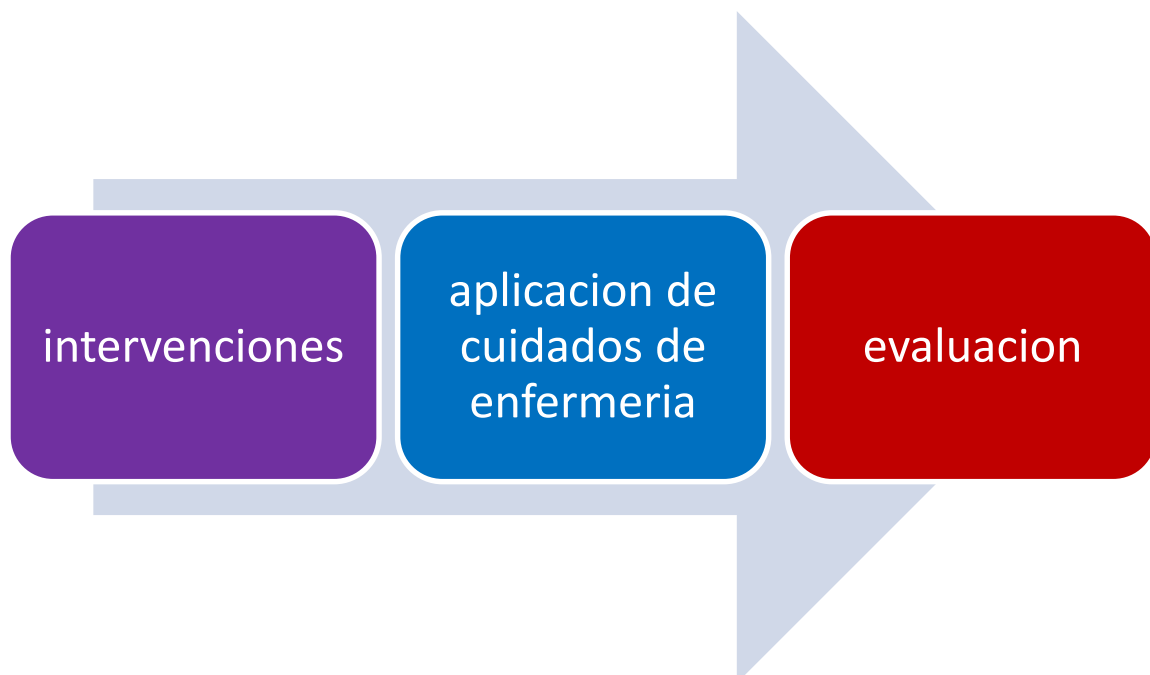 intervenciones
aplicacion de
cuidados de
enfermeria
evaluacion